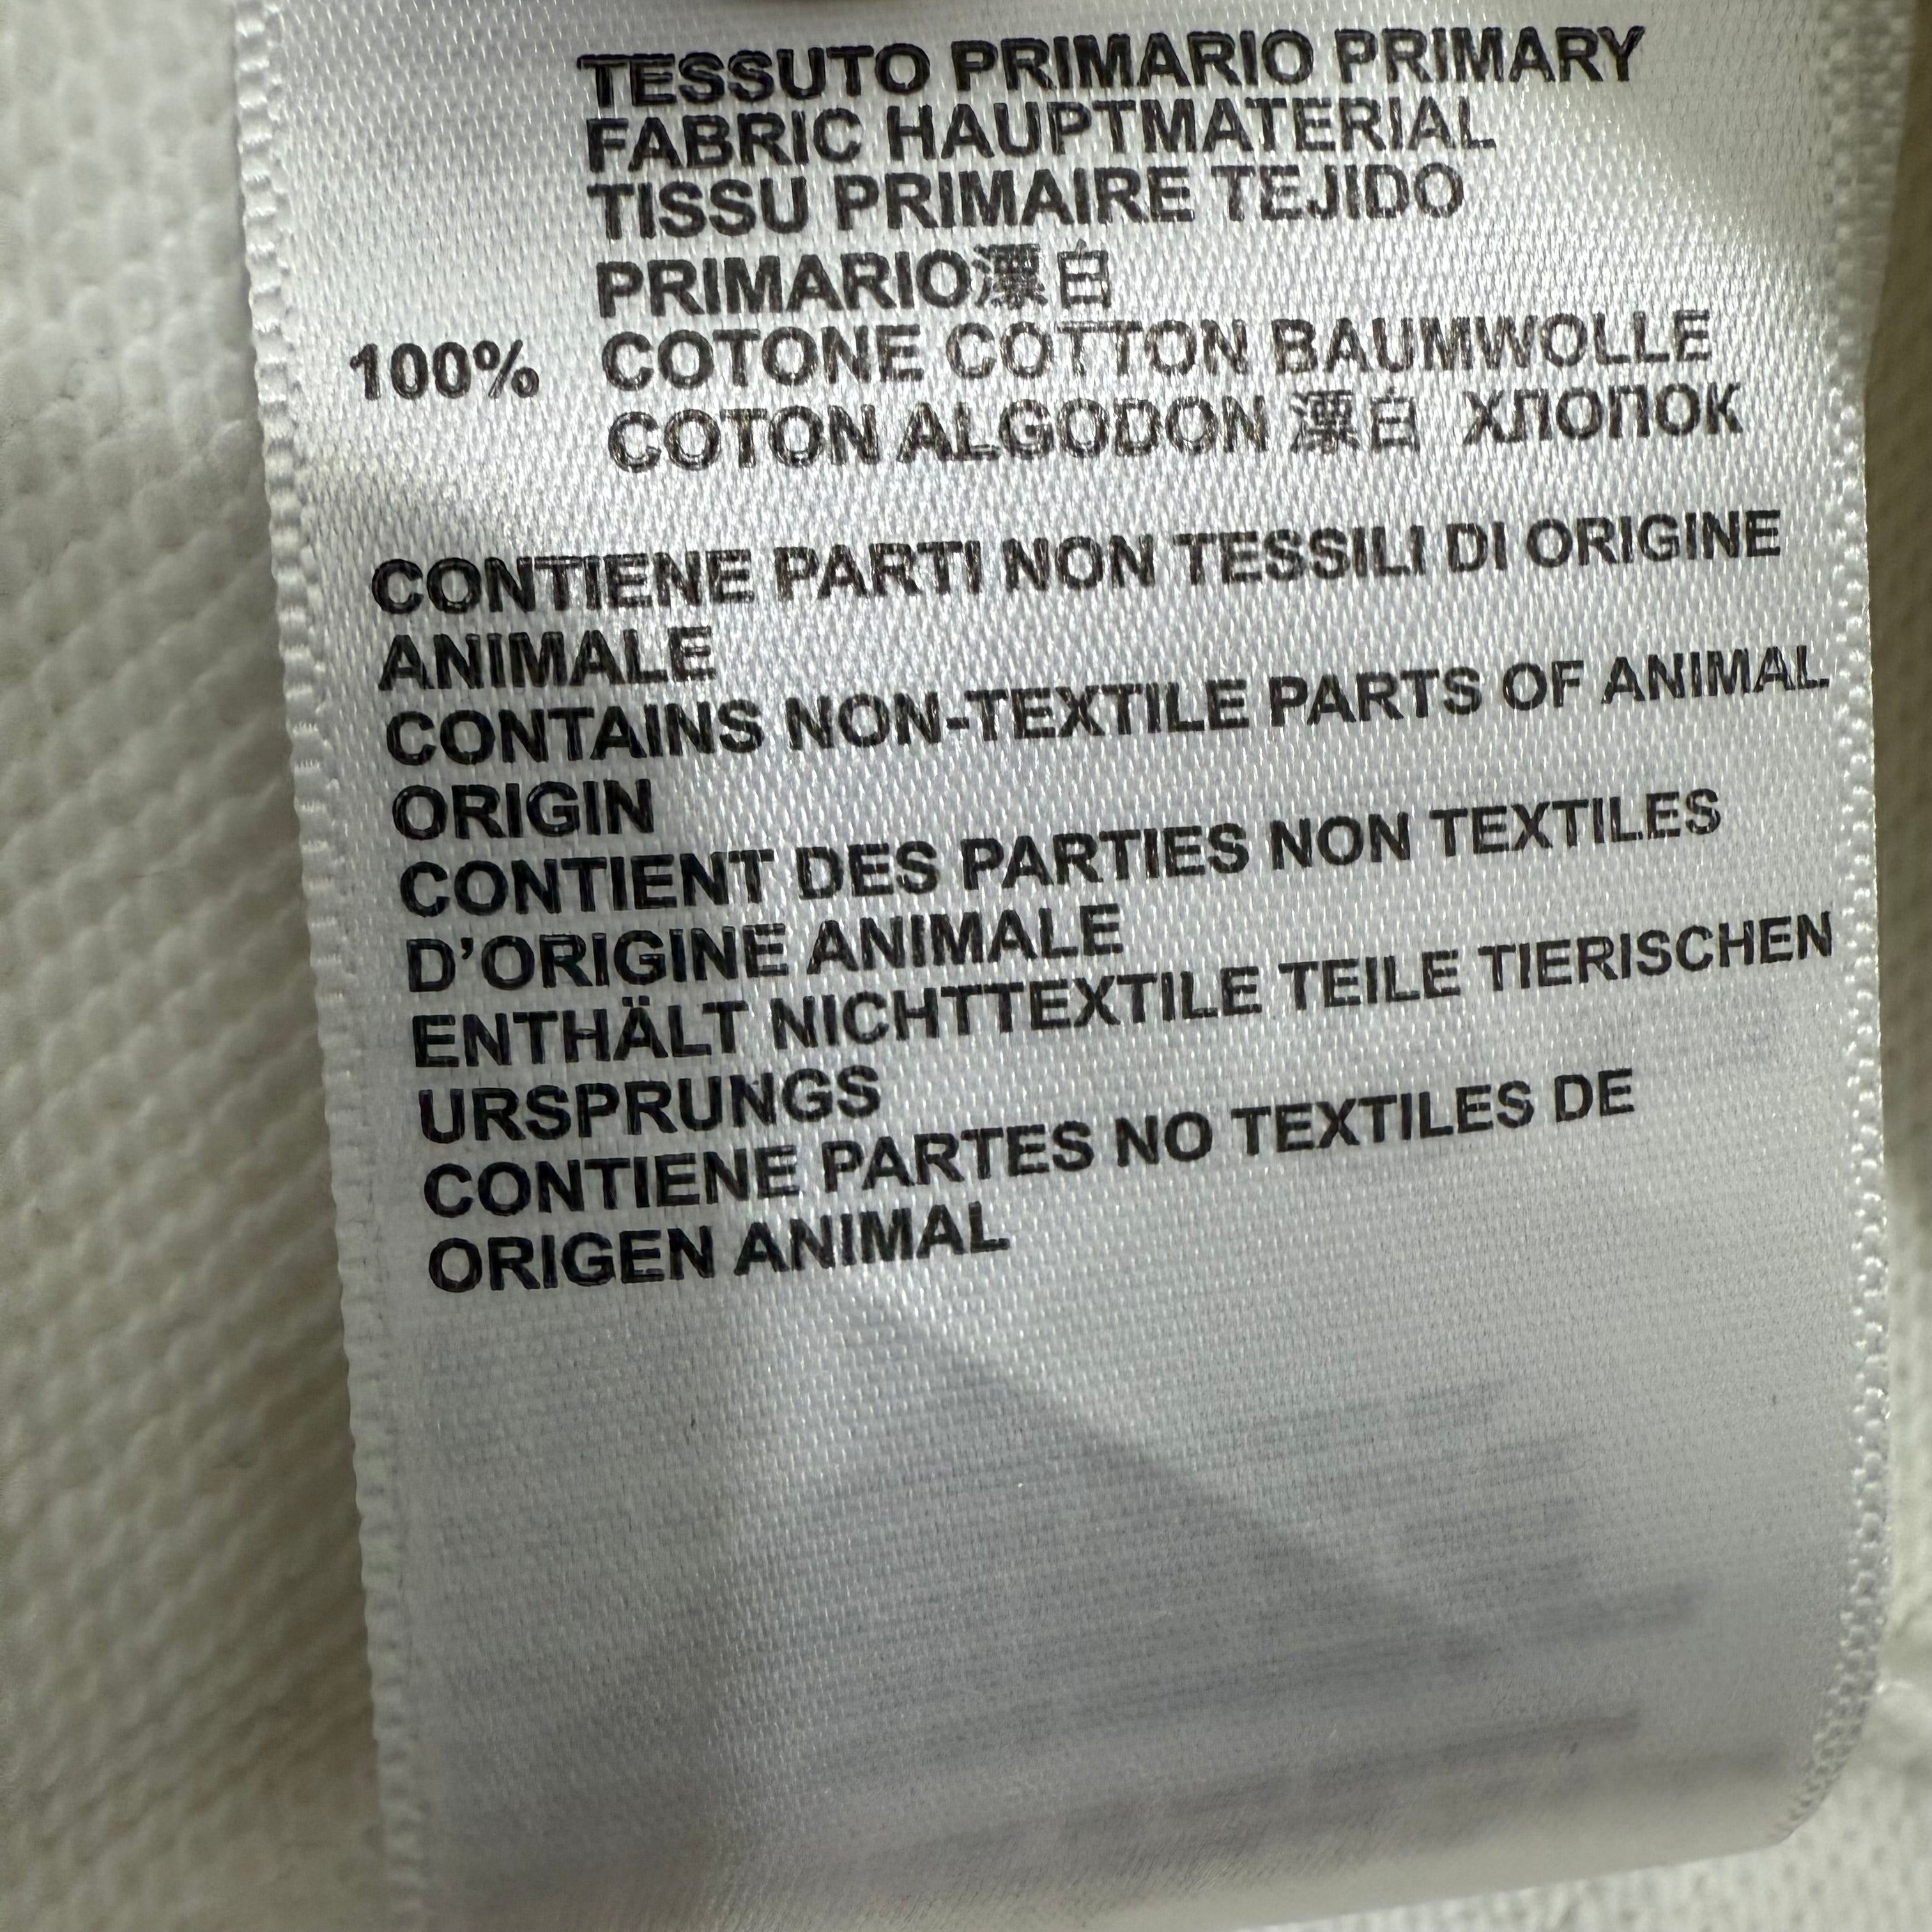 TESSUTO PRIMARIO PRIMARY
FABRIC HAUPTMATERIAL
TISSU PRIMAIRE TEJIDO
PRIMARIO漂白
100% COTONE COTTON BAUMWOLLE
COTON ALGODON 漂白 ХЛОПОК
CONTIENE PARTI NON TESSILI DI ORIGINE
ANIMALE
CONTAINS NON-TEXTILE PARTS OF ANIMAL
ORIGIN
CONTIENT DES PARTIES NON TEXTILES
D'ORIGINE ANIMALE
ENTHÄLT NICHTTEXTILE TEILE TIERISCHEN
URSPRUNGS
CONTIENE PARTES NO TEXTILES DE
ORIGEN ANIMAL